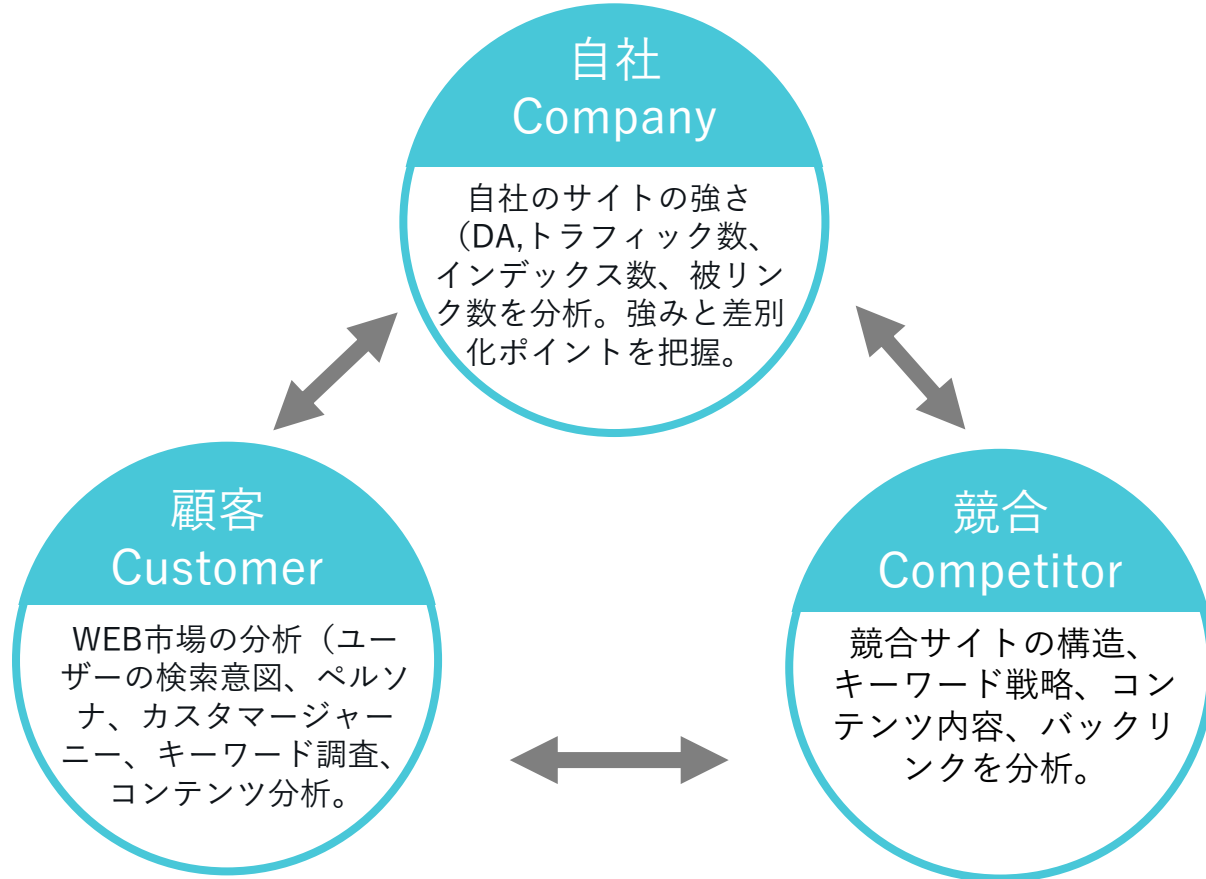 自社
Company
自社のサイトの強さ
（DA,トラフィック数、
インデックス数、被リン
ク数を分析。強みと差別
化ポイントを把握。
顧客
Customer
WEB市場の分析（ユー
ザーの検索意図、ペルソ
ナ、カスタマージャー
ニー、キーワード調査、
コンテンツ分析。
競合
Competitor
競合サイトの構造、
キーワード戦略、コン
テンツ内容、バックリ
ンクを分析。